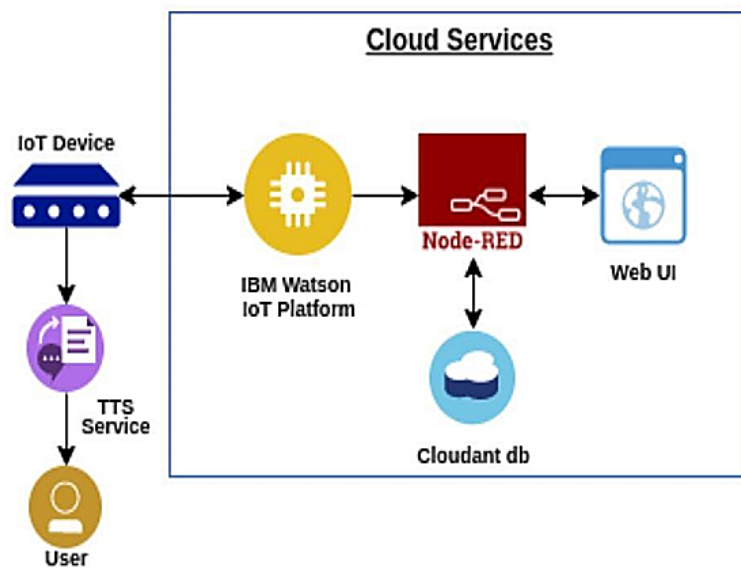 Cloud Services
IoT Device
Node-RED
IBM Watson
IoT Platform
Web UI
TTS
Service
Cloudant db
User